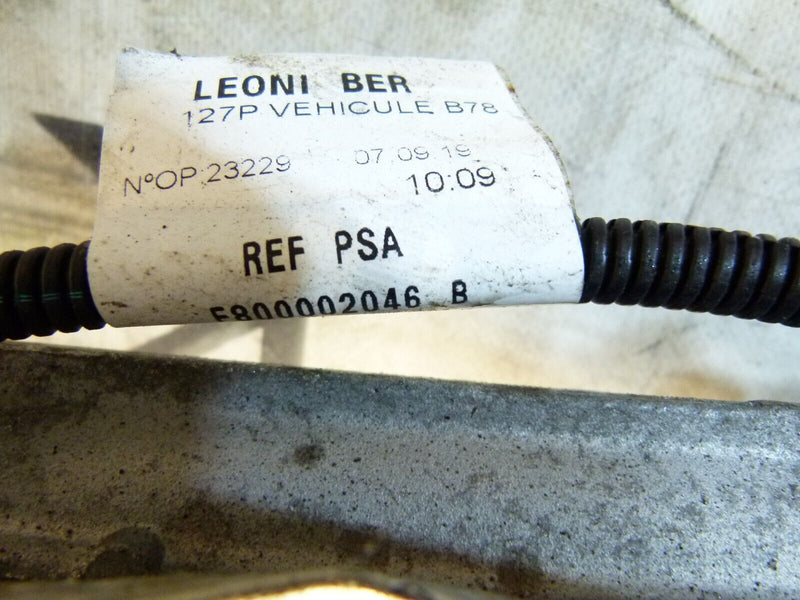 LEONI BER
127P VEHICULE B78
N°OP 23229 07 09 19
10:09
REF PSA
F800002046 B